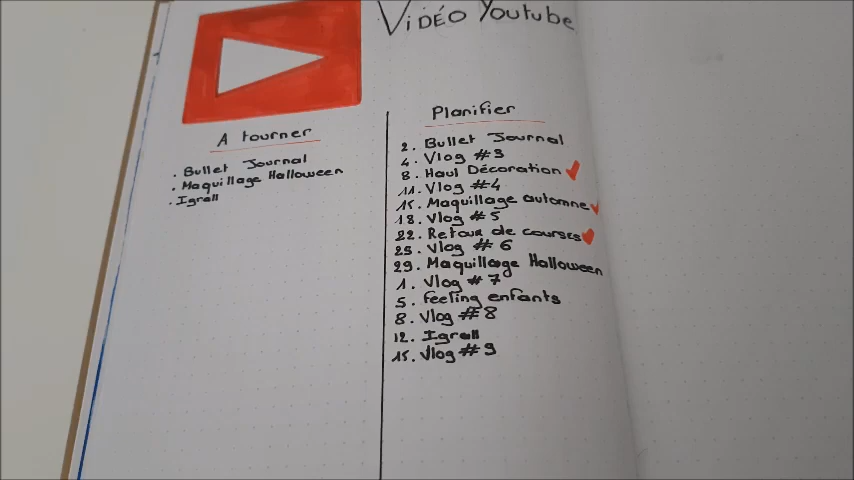 Vidéo Youtube
A tourner
. Bullet Journal
. Maquillage Halloween
. Igrall
Planifier
2. Bullet Journal
4. Vlog #3
8. Haul Décoration
11. Vlog #4
15. Maquillage automne
18. Vlog #5
22. Retour de courses
25. Vlog #6
29. Maquillage Halloween
1. Vlog #7
5. Feeling enfants
8. Vlog #8
12. Igrall
15. Vlog #9